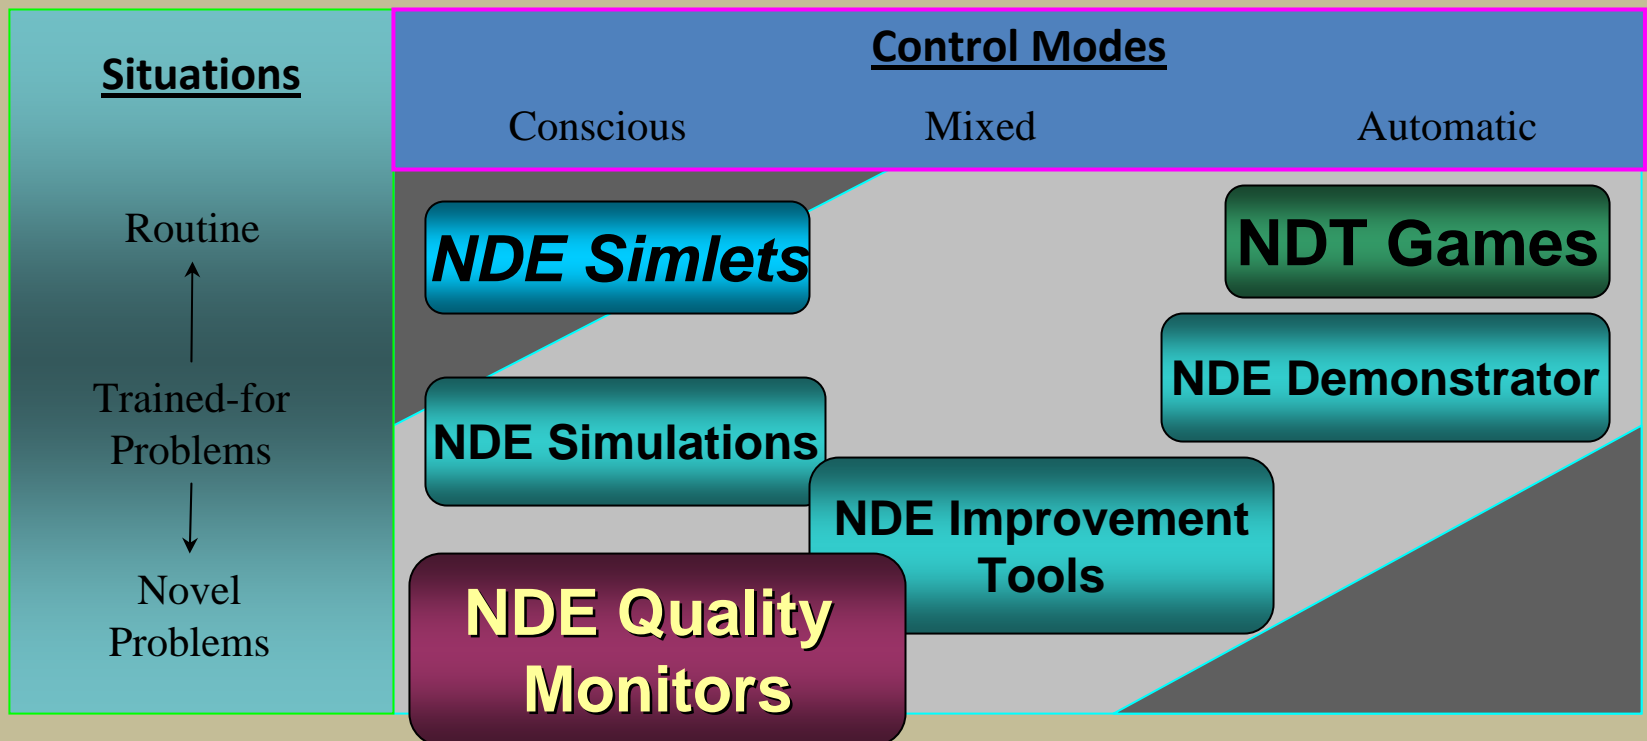 Situations
Control Modes
Conscious
Mixed
Automatic
Routine
Trained-for
Problems
Novel
Problems
NDE Simlets
NDT Games
NDE Demonstrator
NDE Simulations
NDE Improvement
Tools
NDE Quality
Monitors